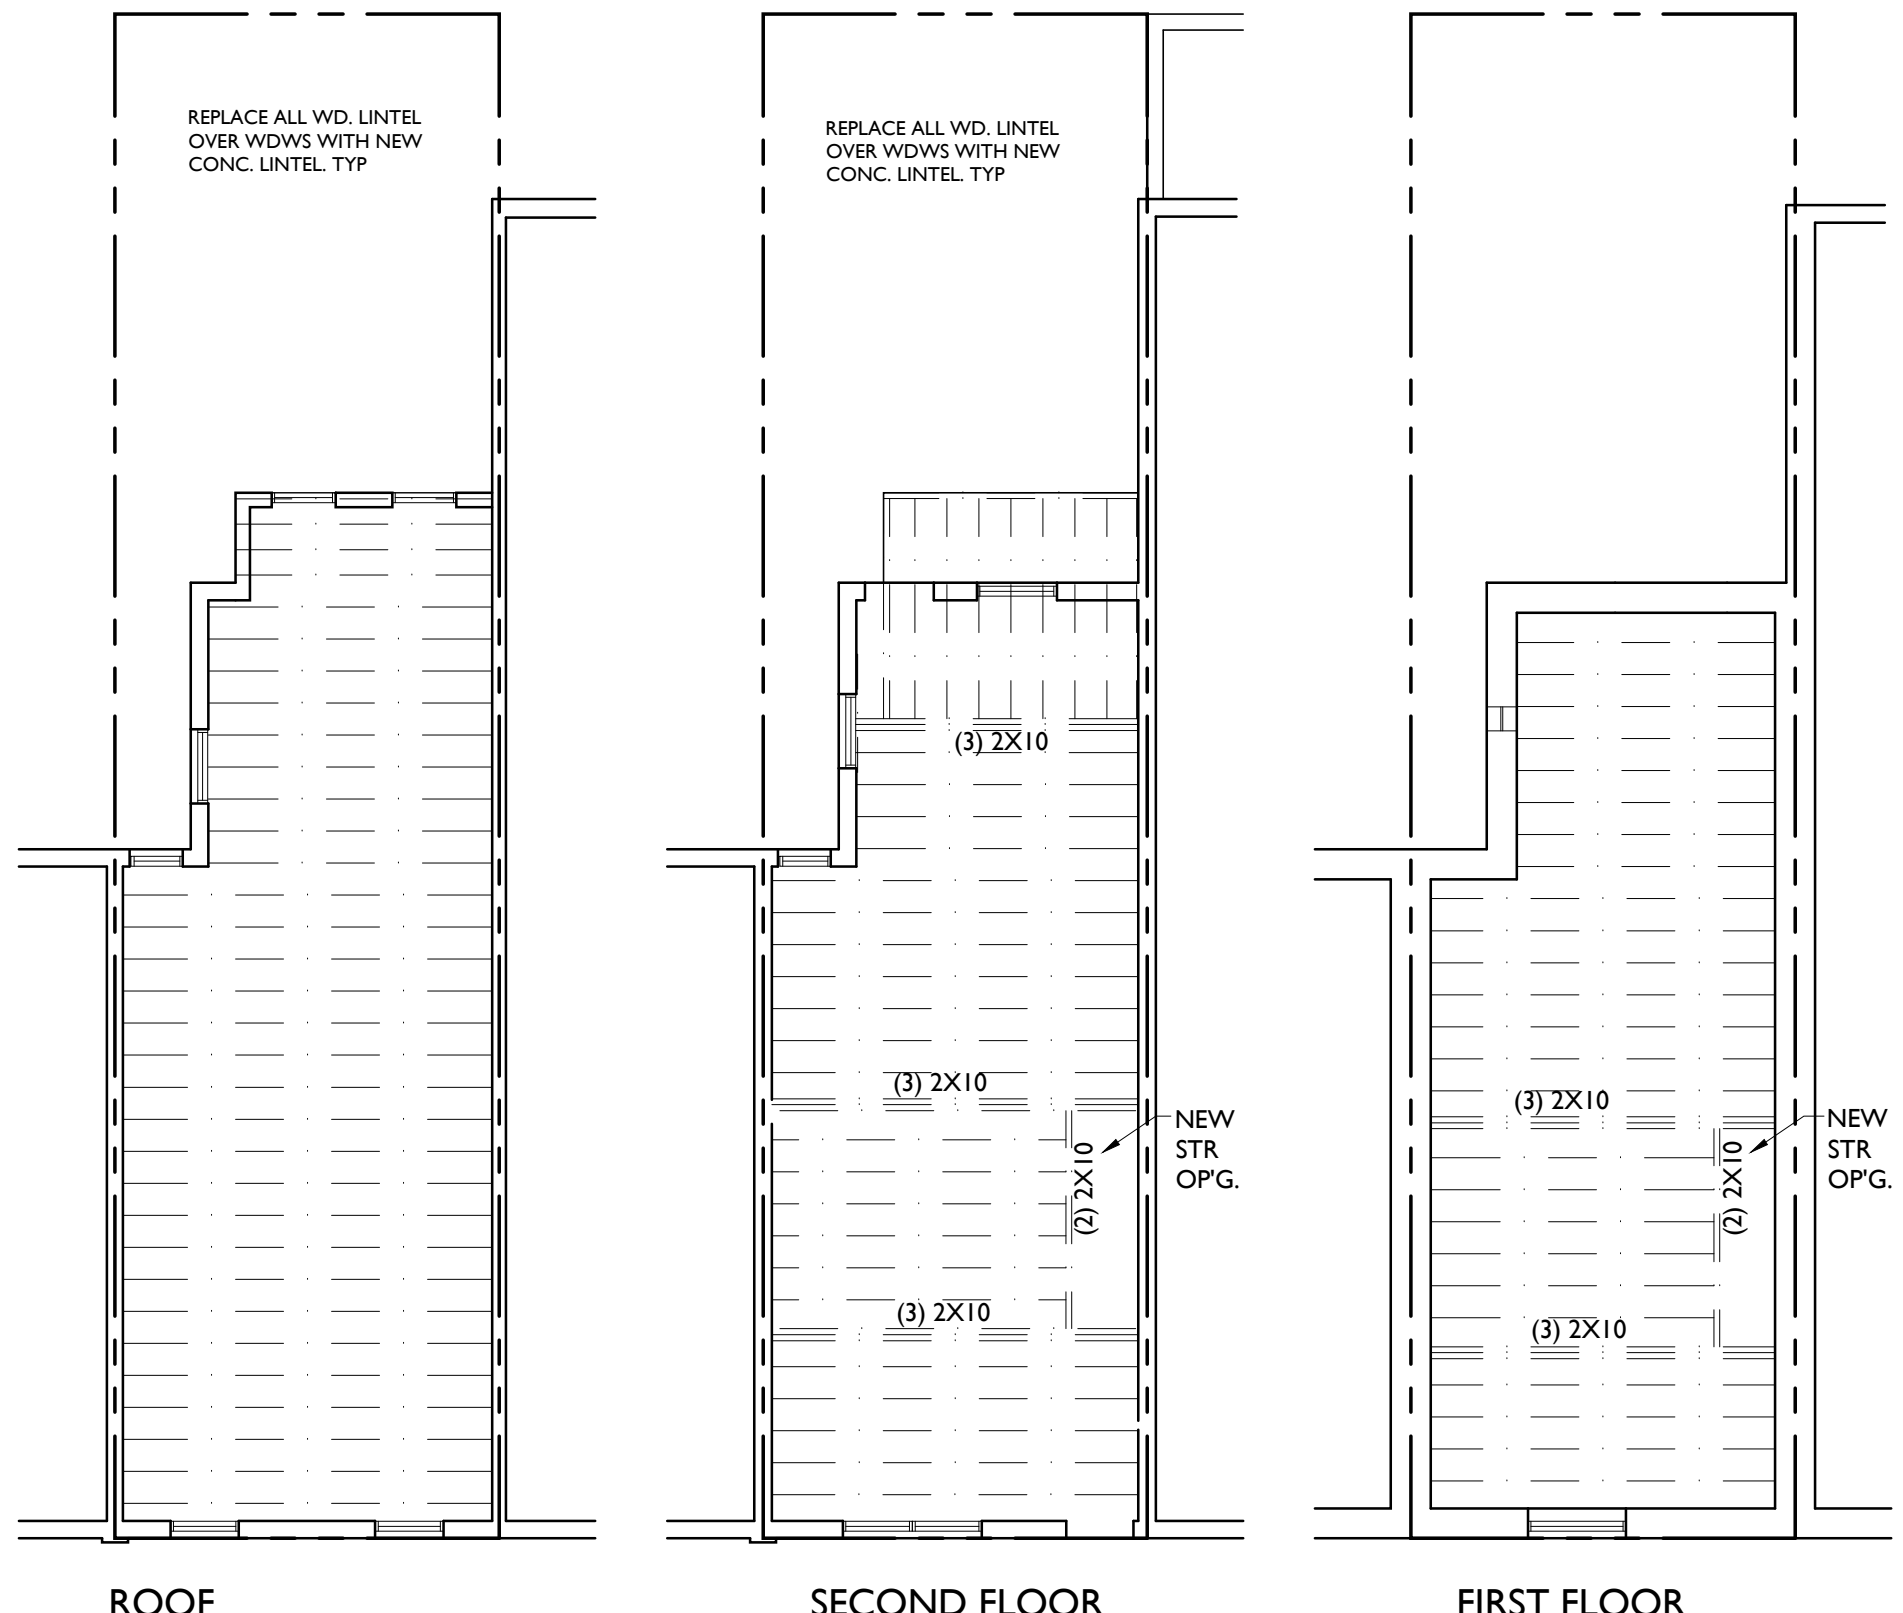 REPLACE ALL WD. LINTEL
OVER WDWS WITH NEW
CONC. LINTEL. TYP
REPLACE ALL WD. LINTEL
OVER WDWS WITH NEW
CONC. LINTEL. TYP
(3) 2X10
(3) 2X10
NEW
STR
OP'G.
(2) 2X10
(3) 2X10
(3) 2X10
NEW
STR
OP'G.
(2) 2X10
(3) 2X10
ROOF
SECOND FLOOR
FIRST FLOOR